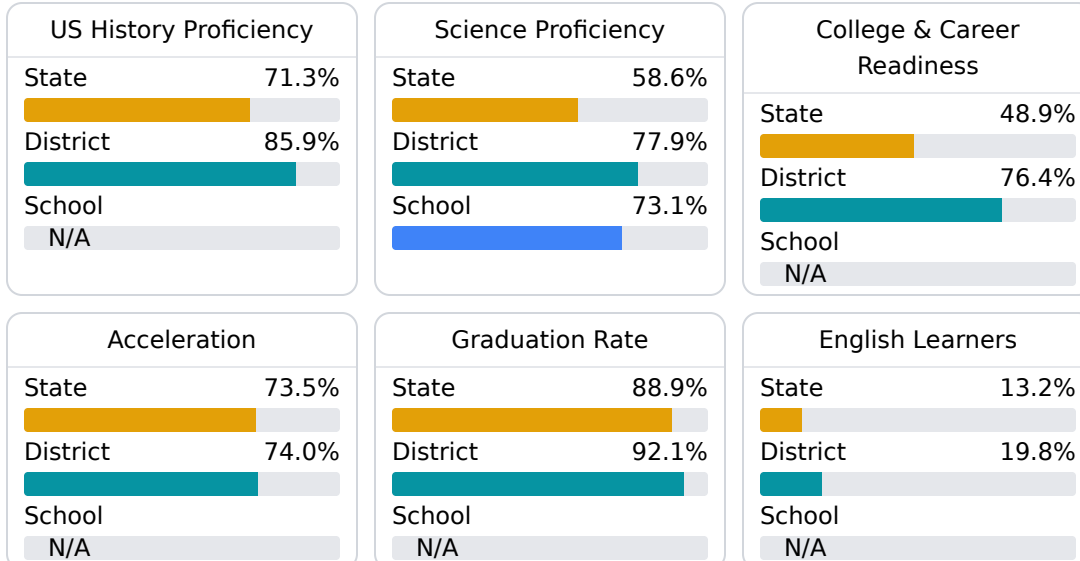 US History Proficiency
State 71.3%
District 85.9%
School
N/A
Science Proficiency
State 58.6%
District 77.9%
School 73.1%
College & Career
Readiness
State 48.9%
District 76.4%
School
N/A
Acceleration
State 73.5%
District 74.0%
School
N/A
Graduation Rate
State 88.9%
District 92.1%
School
N/A
English Learners
State 13.2%
District 19.8%
School
N/A